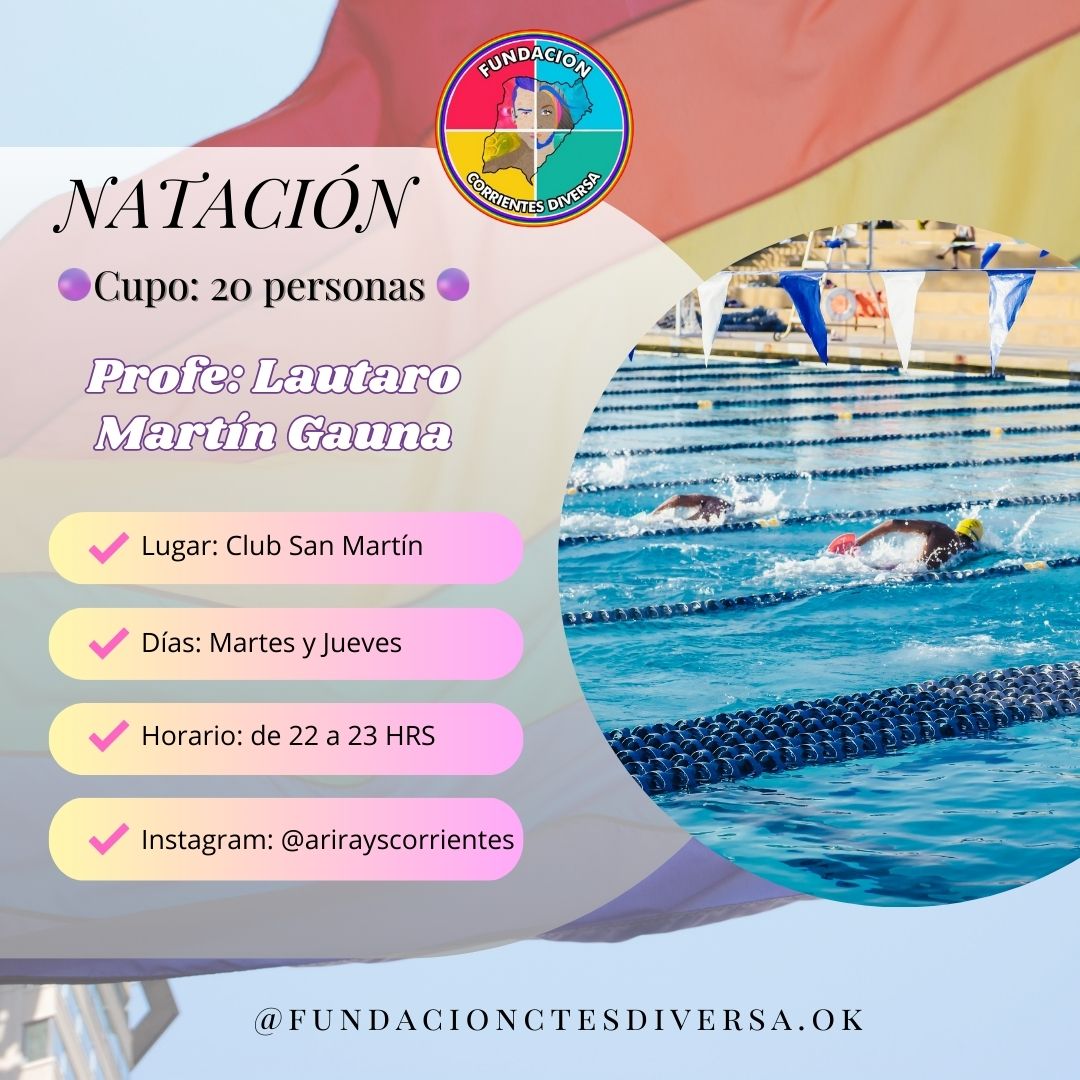 FUNDACIÓN
CORRIENTES DIVERSA
NATACIÓN
Cupo: 20 personas
Profe: Lautaro
Martín Gauna
Lugar: Club San Martín
Días: Martes y Jueves
Horario: de 22 a 23 HRS
Instagram: @arirayscorrientes
@FUNDACIONCTESDIVERSA.OK